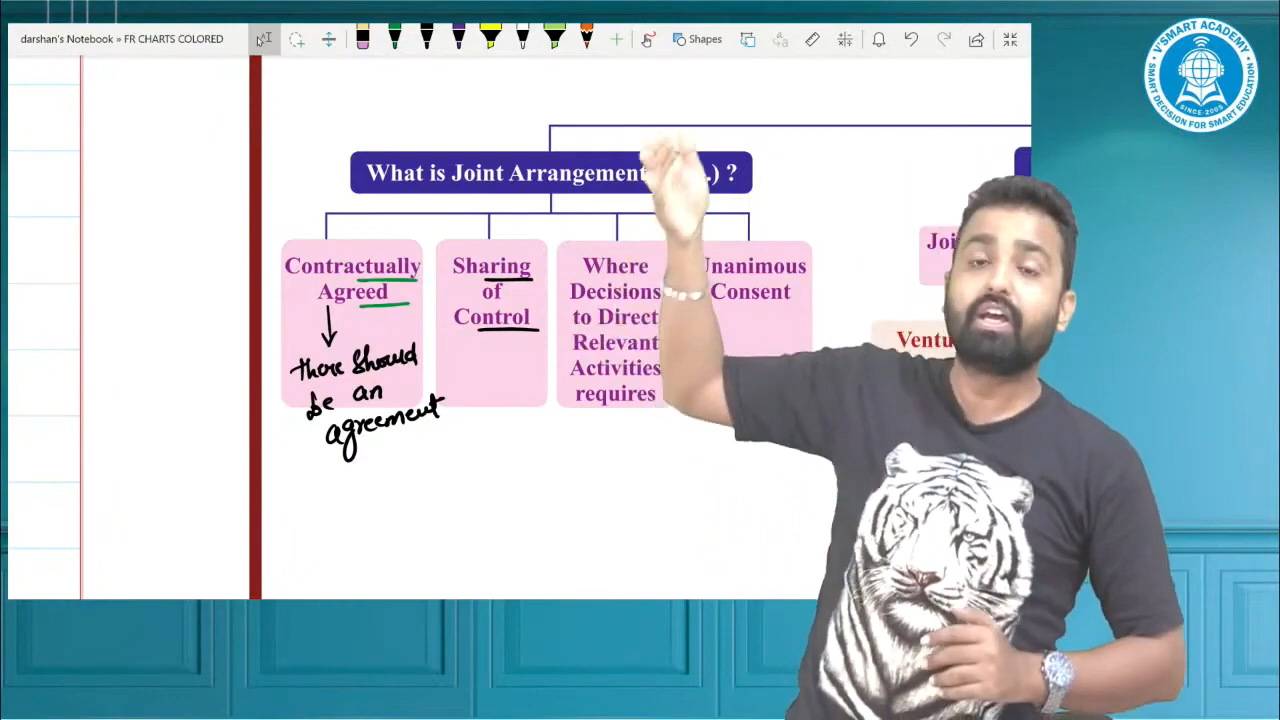 darshan's Notebook » FR CHARTS COLORED
Shapes
V'SMART ACADEMY
SMART DECISION FOR SMART EDUCATION
SINCE-2005
What is Joint Arrangement .) ?
Contractually
Agreed
there should
be an
agreement
Sharing
of
Control
Where
Decisions
to Direct
Relevant
Activities
requires
Unanimous
Consent
Joi
Ventu